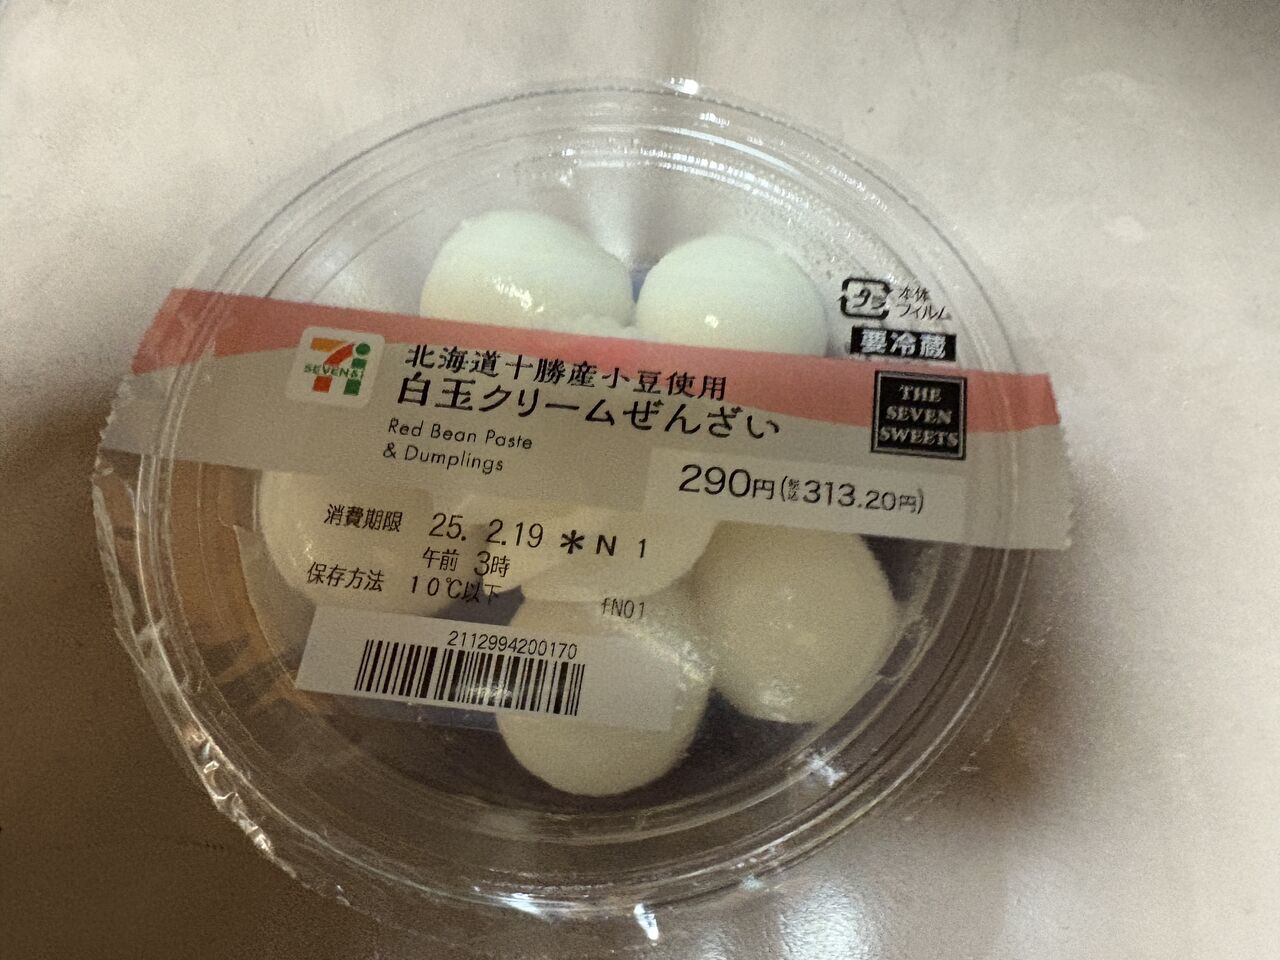 プラ
本体
フィルム
要冷蔵
SEVEN&i
北海道十勝産小豆使用
白玉クリームぜんざい
Red Bean Paste
& Dumplings
THE
SEVEN
SWEETS
290円(税込313.20円)
消費期限 25. 2.19 *N 1
午前 3時
保存方法 10℃以下
FN01
2112994200170